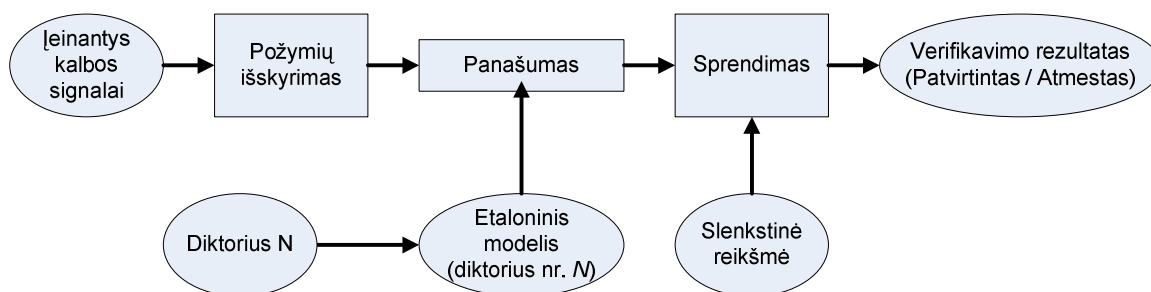 Įeinantys
kalbos
signalai
Požymių
išskyrimas
Panašumas
Sprendimas
Verifikavimo rezultatas
(Patvirtintas / Atmestas)
Diktorius N
Etaloninis
modelis
(diktorius nr. N)
Slenkstinė
reikšmė